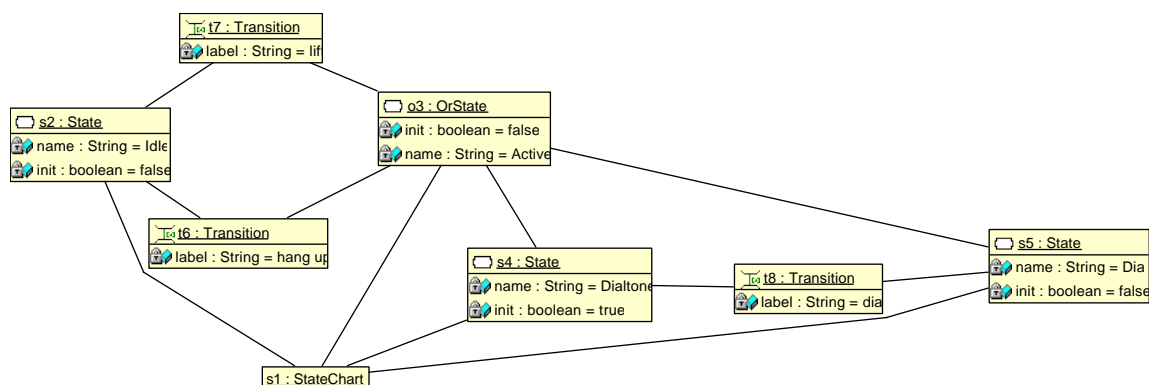 t7 : Transition
label : String = lif
o3 : OrState
init : boolean = false
name : String = Active
s2 : State
name : String = Idle
init : boolean = false
t6 : Transition
label : String = hang up
s4 : State
name : String = Dialtone
init : boolean = true
t8 : Transition
label : String = dia
s5 : State
name : String = Dia
init : boolean = false
s1 : StateChart